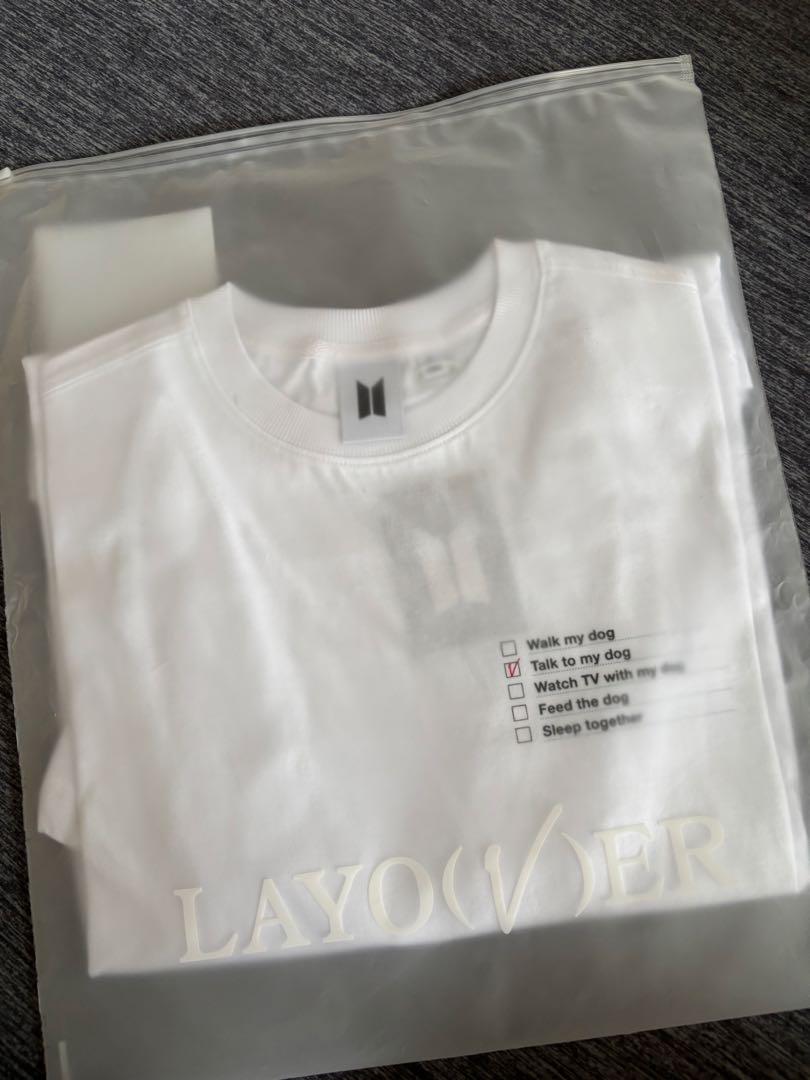 Walk my dog
Talk to my dog
Watch TV with my dog
Feed the dog
Sleep together
LAYO(V)ER